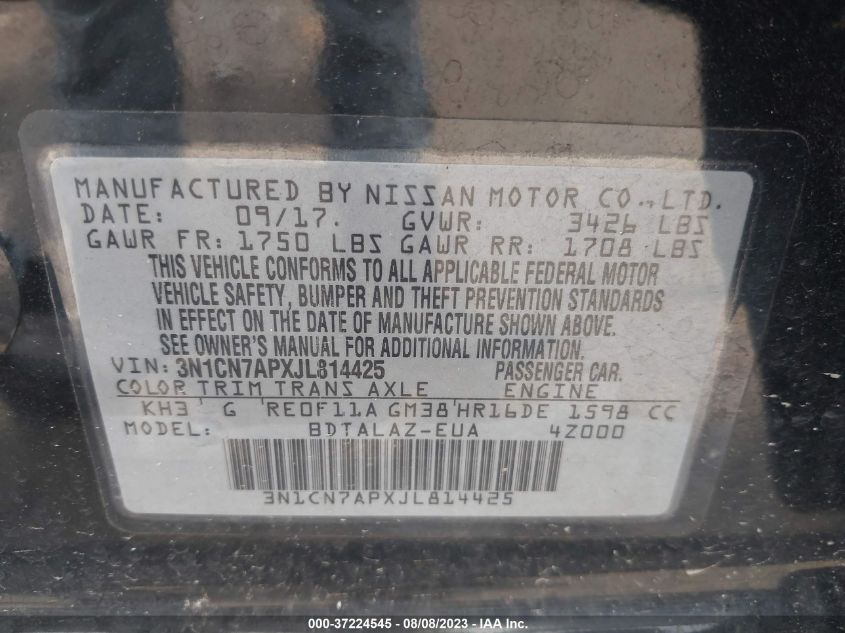 MANUFACTURED BY NISSAN MOTOR CO., LTD.
DATE: 09/17. GVWR: 3426 LBS
GAWR FR: 1750 LBS GAWR RR: 1708 LBS
THIS VEHICLE CONFORMS TO ALL APPLICABLE FEDERAL MOTOR
VEHICLE SAFETY, BUMPER AND THEFT PREVENTION STANDARDS
IN EFFECT ON THE DATE OF MANUFACTURE SHOWN ABOVE.
SEE OWNER'S MANUAL FOR ADDITIONAL INFORMATION.
VIN: 3N1CN7APXJL814425 PASSENGER CAR.
COLOR TRIM TRANS AXLE ENGINE
KH3 G RE0F11A GM38 HR16DE 1598 CC
MODEL: BDTALAZ-EUA 4Z000
3N1CN7APXJL814425
000-37224545 - 08/08/2023 - IAA Inc.